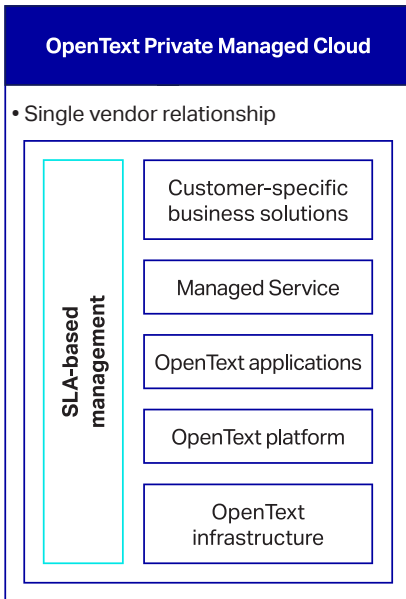 OpenText Private Managed Cloud
• Single vendor relationship
SLA-based
management
Customer-specific
business solutions
Managed Service
OpenText applications
OpenText platform
OpenText
infrastructure